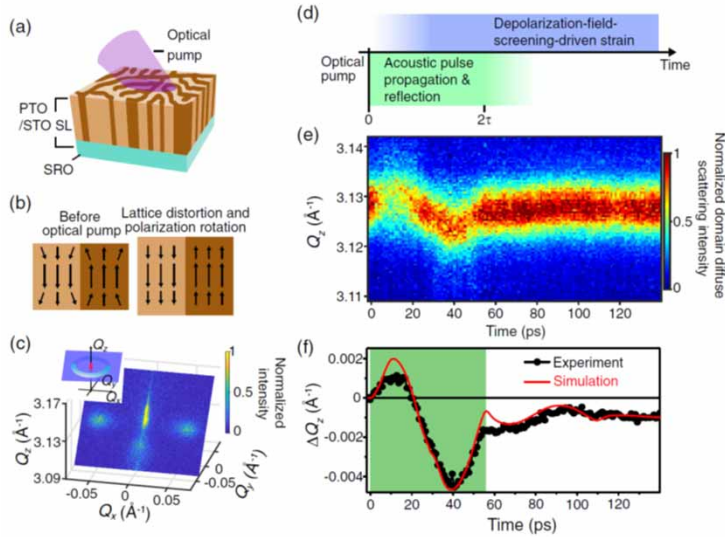 (a)
Optical
pump
PTO
/STO SL
SRO
(b)
Before
optical pump
Lattice distortion and
polarization rotation
(c)
Qz
Qy
Qx
1
0
Normalized
intensity
3.17
3.13
3.09
Qz (Å⁻¹)
-0.05
0
0.05
Qx (Å⁻¹)
-0.05
0
0.05
Qy (Å⁻¹)
(d)
Depolarization-field-
screening-driven strain
Optical
pump
Time
Acoustic pulse
propagation &
reflection
0
2τ
(e)
3.14
3.13
3.12
3.11
Qz (Å⁻¹)
0
20
40
60
80
100
120
Time (ps)
1
0.5
0
Normalized domain diffuse
scattering intensity
(f)
0.002
0
-0.002
-0.004
ΔQz (Å⁻¹)
Experiment
Simulation
0
20
40
60
80
100
120
Time (ps)